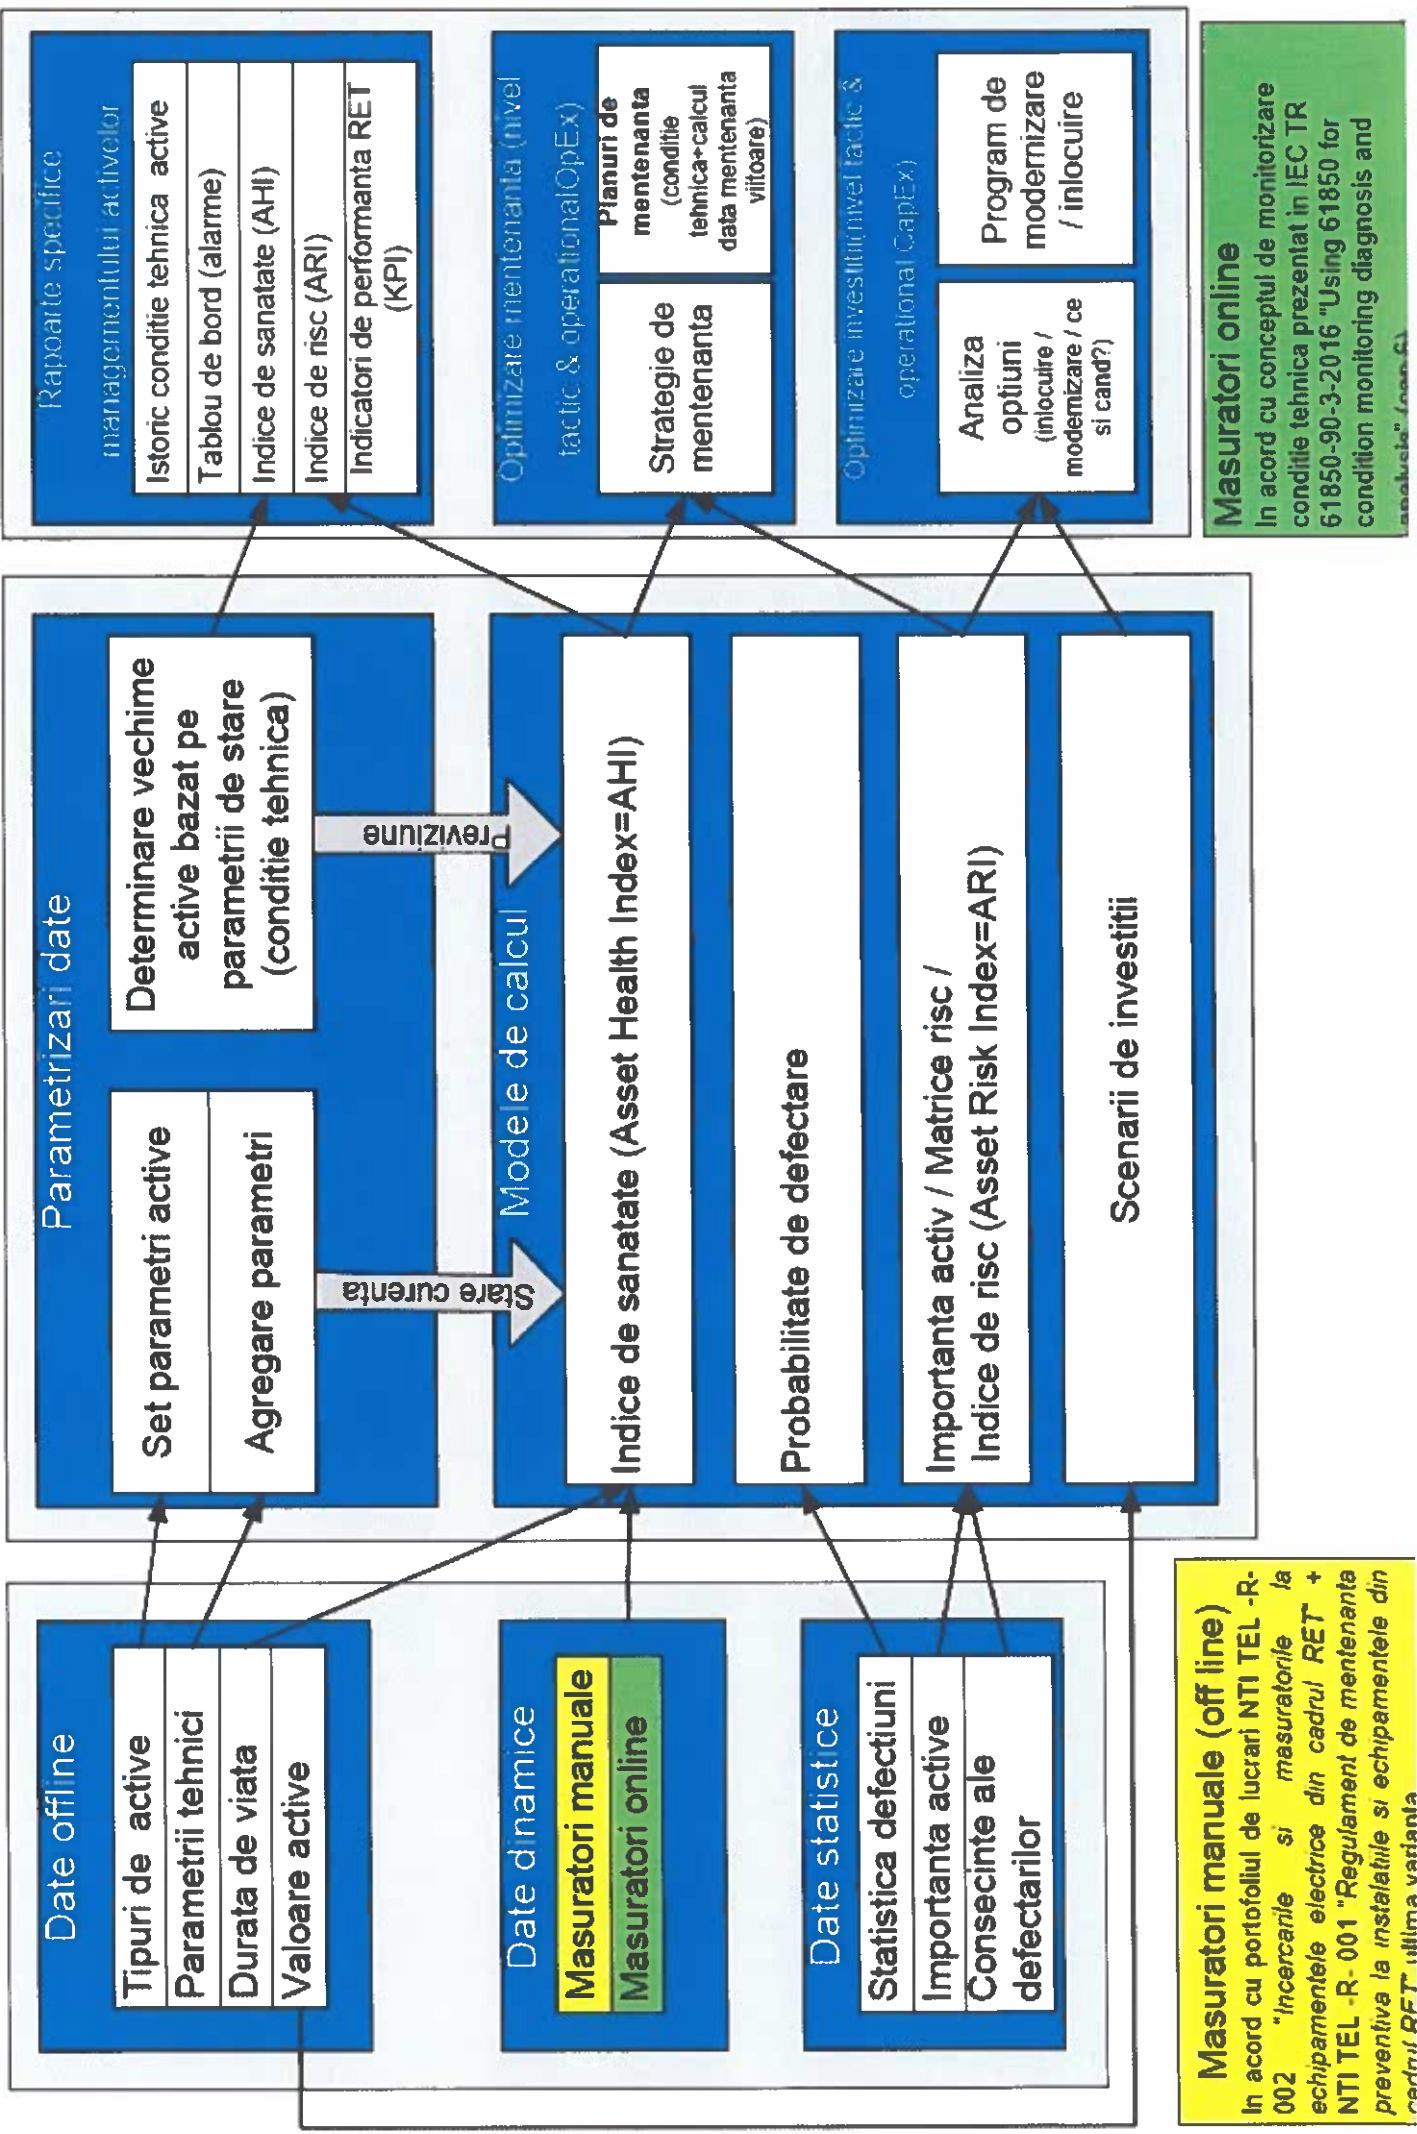 Date offline
Tipuri de active
Parametrii tehnici
Durata de viata
Valoare active
Date dinamice
Masuratori manuale
Masuratori online
Date statistice
Statistica defectiuni
Importanta active
Consecinte ale
defectarilor
Masuratori manuale (off line)
In acord cu portofoliul de lucrari NTI TEL -R-
002 "Incercarile si masuratorile la
echipamentele electrice din cadrul RET" +
NTI TEL -R- 001 "Regulament de mentenanta
preventiva la instalatiile si echipamentele din
cadrul RET" ultima varianta
Parametrizari date
Set parametri active
Agregare parametri
Determinare vechime
active bazat pe
parametrii de stare
(conditie tehnica)
Stare curenta
Previziune
Modele de calcul
Indice de sanatate (Asset Health Index=AHI)
Probabilitate de defectare
Importanta activ / Matrice risc /
Indice de risc (Asset Risk Index=ARI)
Scenarii de investitii
Rapoarte specifice
managementului activelor
Istoric conditie tehnica active
Tablou de bord (alarme)
Indice de sanatate (AHI)
Indice de risc (ARI)
Indicatori de performanta RET
(KPI)
Optimizare mentenanta (nivel
tactic & operationalOpEx)
Strategie de
mentenanta
Planuri de
mentenanta
(conditie
tehnica+calcul
data mentenanta
viitoare)
Optimizare investitii(nivel tactic &
operational CapEx)
Analiza
optiuni
(inlocuire /
modernizare / ce
si cand?)
Program de
modernizare
/ inlocuire
Masuratori online
In acord cu conceptul de monitorizare
conditie tehnica prezentat in IEC TR
61850-90-3-2016 "Using 61850 for
condition monitoring diagnosis and
analysis" (cap 6)